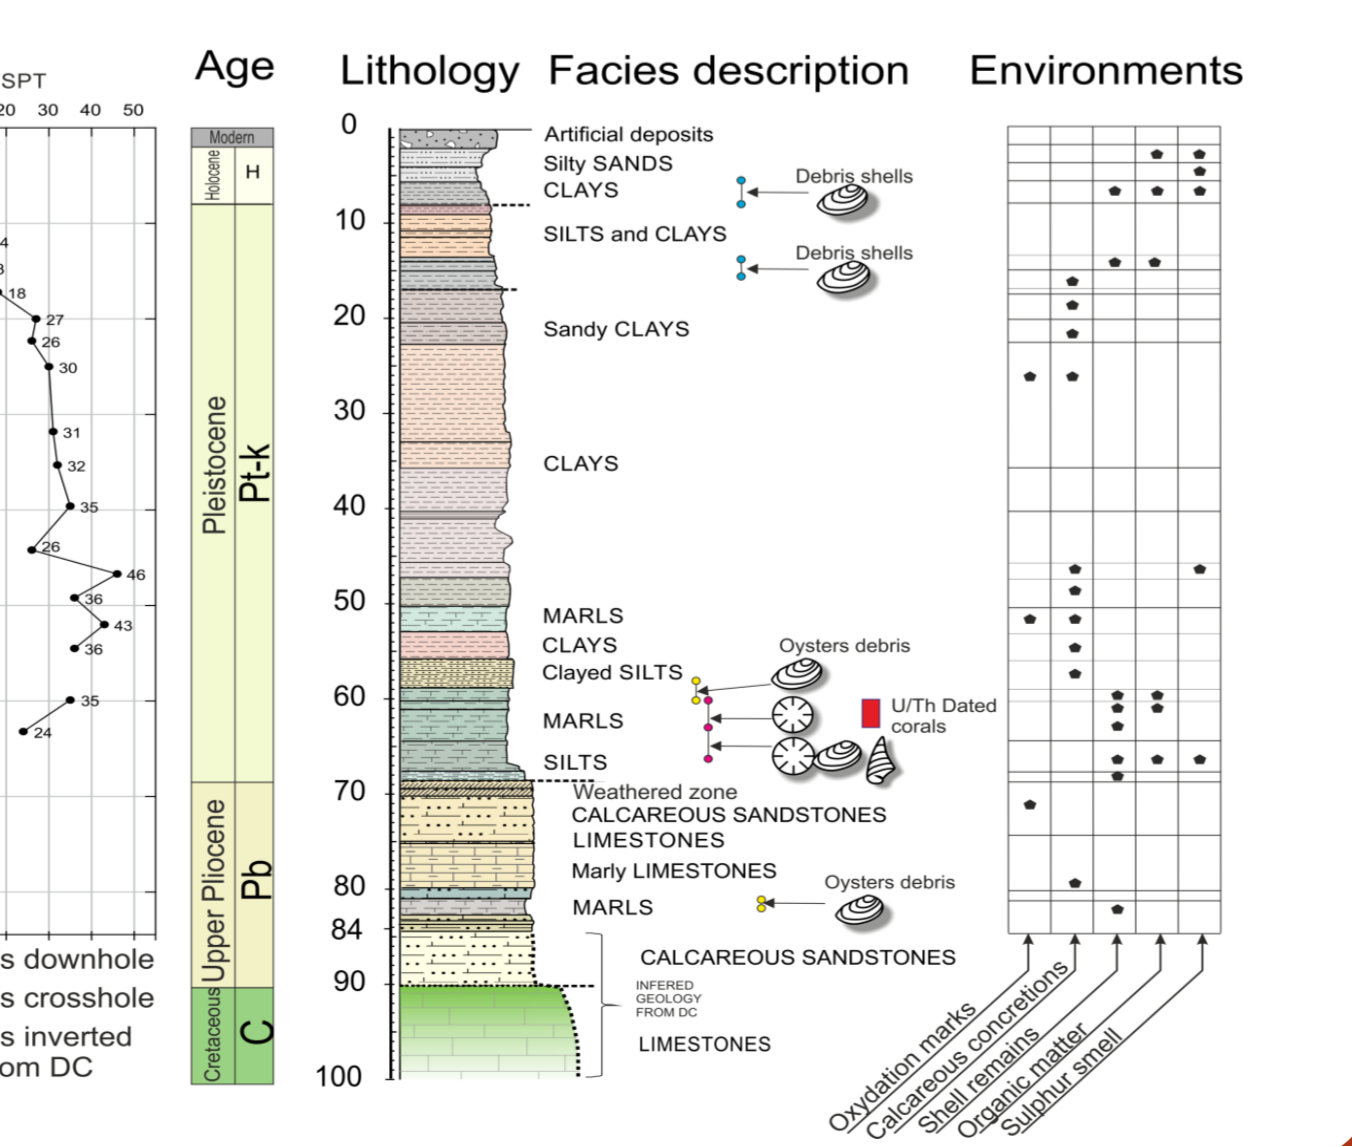 Age
Lithology
Facies description
Environments
SPT
20 30 40 50
4
18
27
26
30
31
32
35
26
46
36
43
36
35
24
s downhole
s crosshole
s inverted
om DC
Modern
Holocene
H
Pleistocene
Pt-k
Upper Pliocene
Pb
Cretaceous
C
0
10
20
30
40
50
60
70
80
84
90
100
Artificial deposits
Silty SANDS
CLAYS
Debris shells
SILTS and CLAYS
Debris shells
Sandy CLAYS
CLAYS
MARLS
CLAYS
Oysters debris
Clayed SILTS
U/Th Dated
corals
MARLS
SILTS
Weathered zone
CALCAREOUS SANDSTONES
LIMESTONES
Marly LIMESTONES
Oysters debris
MARLS
CALCAREOUS SANDSTONES
INFERED
GEOLOGY
FROM DC
LIMESTONES
Oxydation marks
Calcareous concretions
Shell remains
Organic matter
Sulphur smell